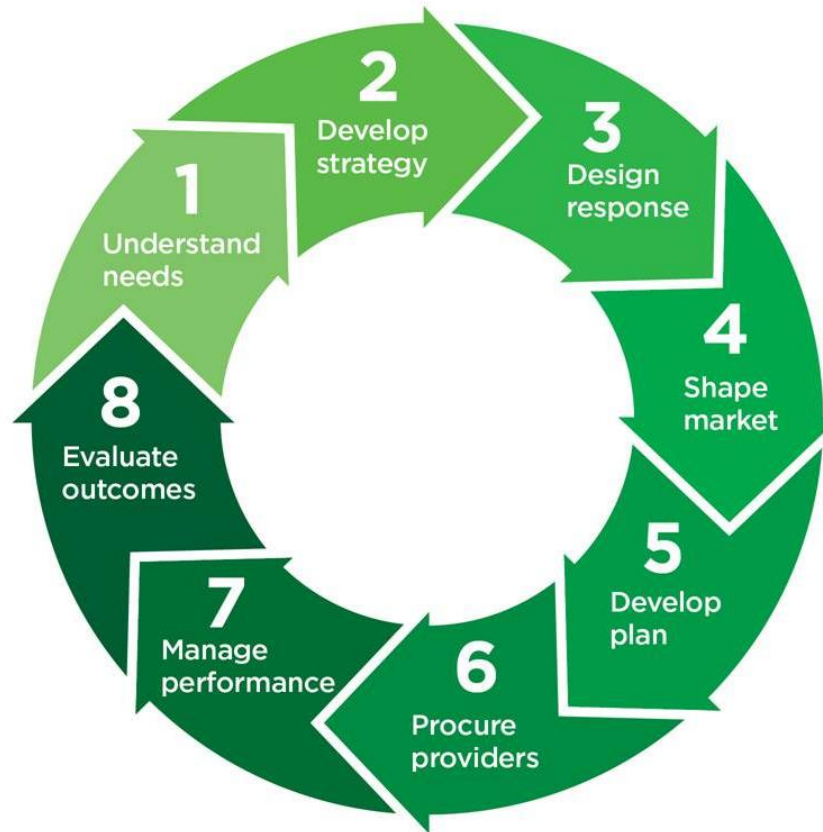 1
Understand
needs
2
Develop
strategy
3
Design
response
4
Shape
market
5
Develop
plan
6
Procure
providers
7
Manage
performance
8
Evaluate
outcomes